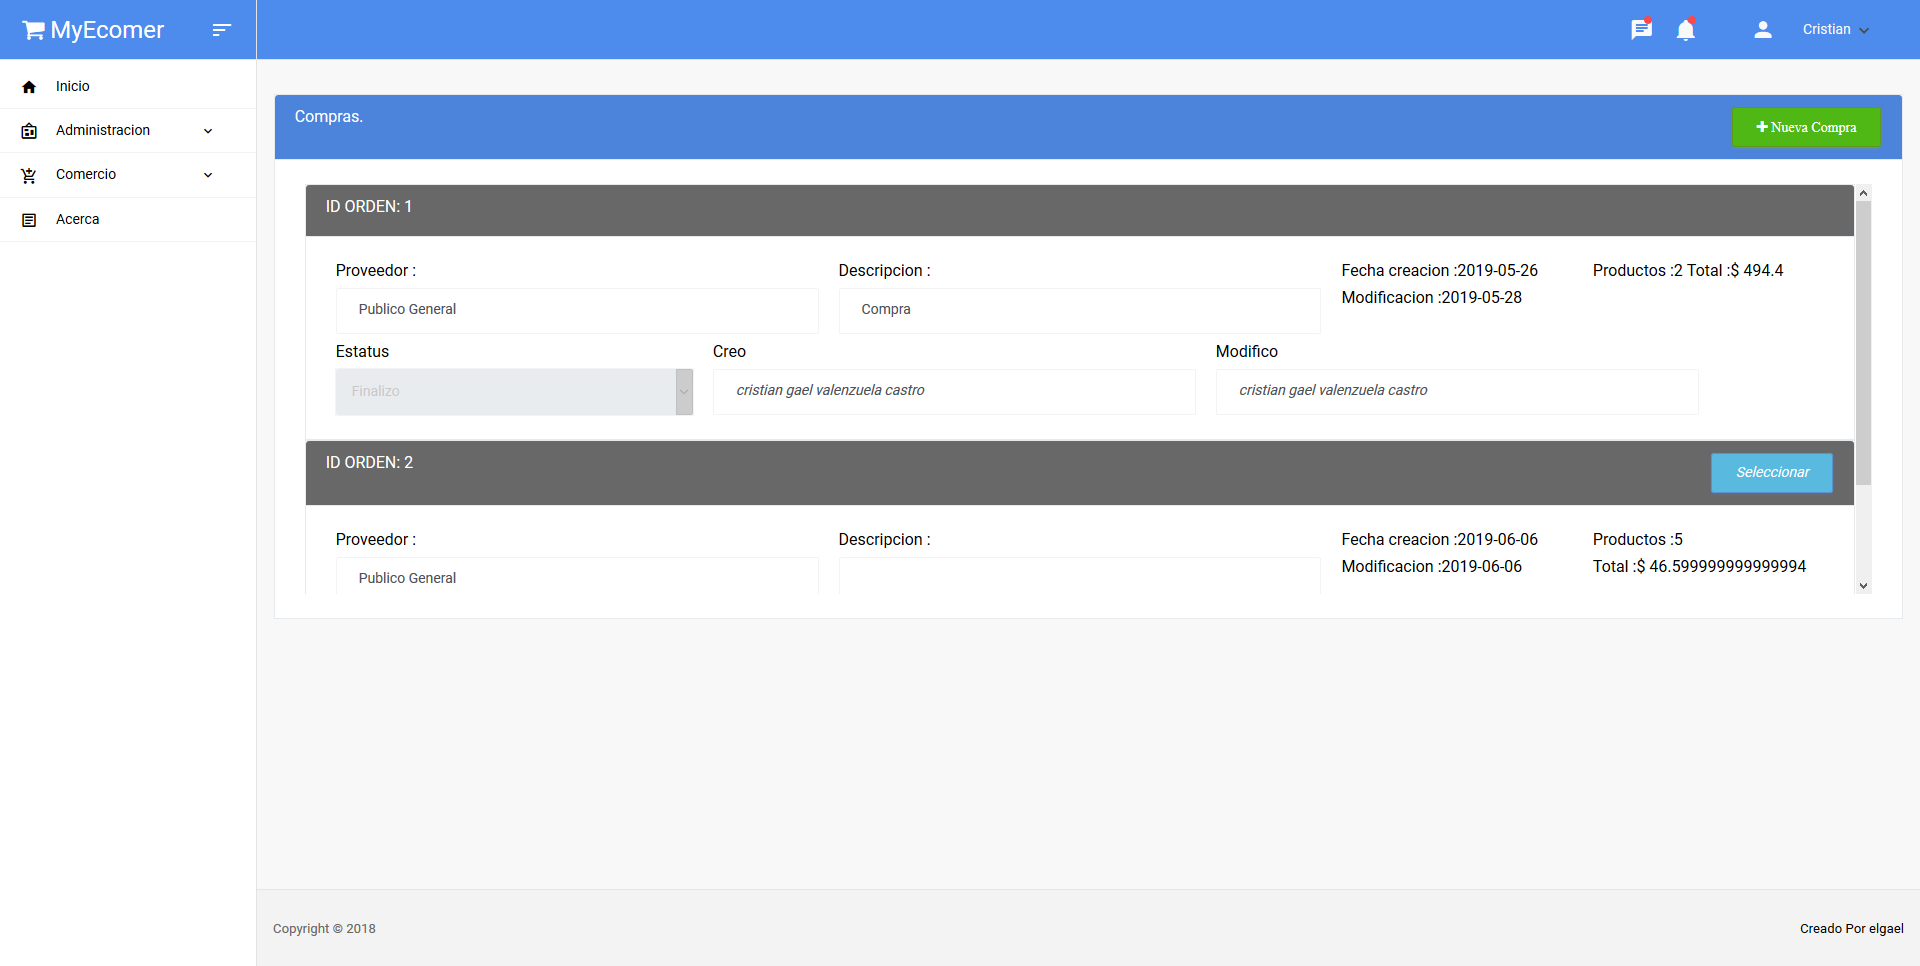 MyEcomer
Cristian
Inicio
Administracion
Comercio
Acerca
Compras.
Nueva Compra
ID ORDEN: 1
Proveedor :
Descripcion :
Fecha creacion :2019-05-26
Productos :2 Total :$ 494.4
Modificacion :2019-05-28
Publico General
Compra
Estatus
Creo
Modifico
Finalizo
cristian gael valenzuela castro
cristian gael valenzuela castro
ID ORDEN: 2
Seleccionar
Proveedor :
Descripcion :
Fecha creacion :2019-06-06
Productos :5
Modificacion :2019-06-06
Total :$ 46.599999999999994
Publico General
Copyright © 2018
Creado Por elgael